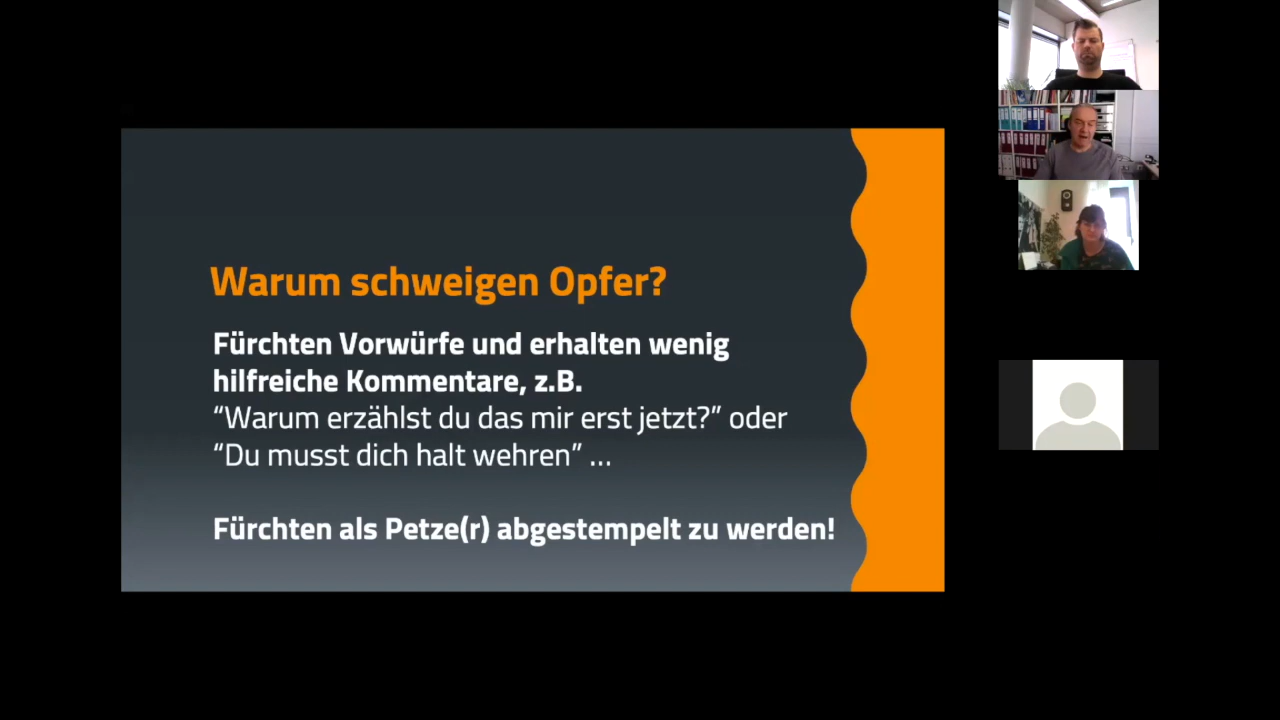 Warum schweigen Opfer?
Fürchten Vorwürfe und erhalten wenig
hilfreiche Kommentare, z.B.
“Warum erzählst du das mir erst jetzt?” oder
“Du musst dich halt wehren” ...
Fürchten als Petze(r) abgestempelt zu werden!